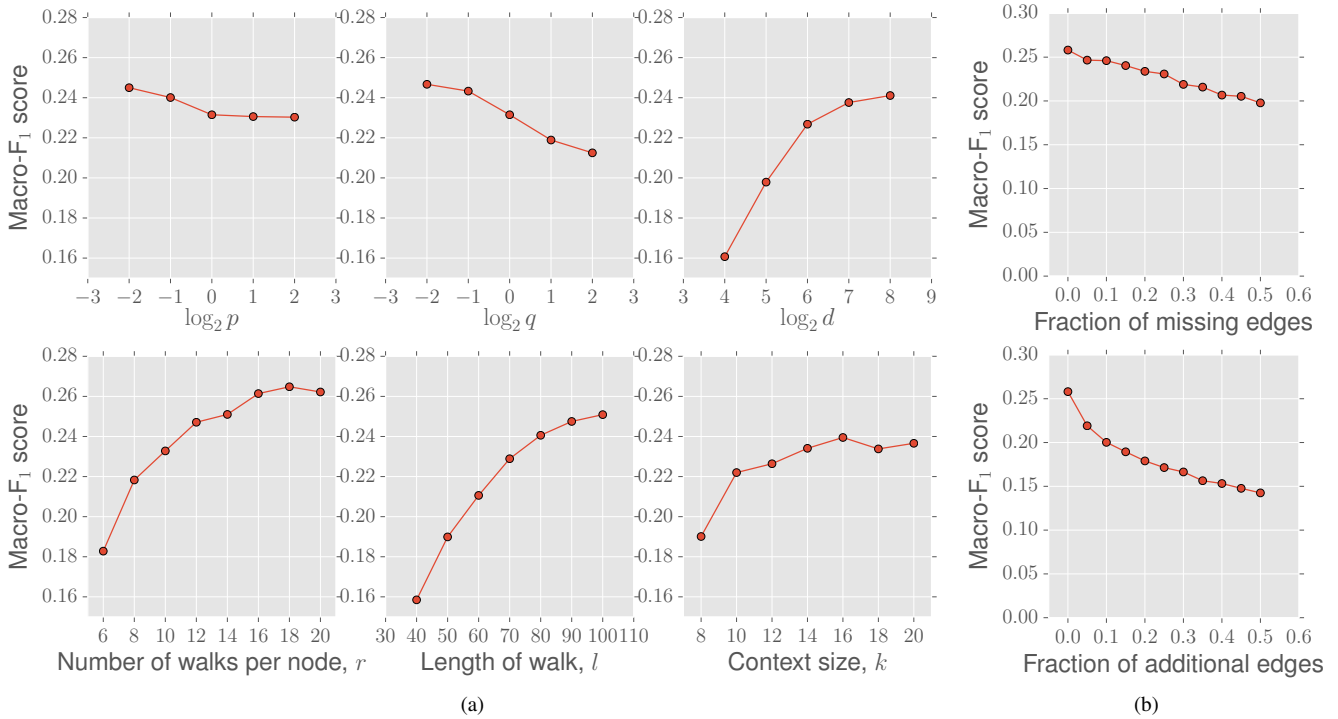 0.28 0.28 0.28 0.30
0.26 0.26 0.26 0.25
0.24 0.24 0.24 0.20
0.22 0.22 0.22 0.15
0.20 0.20 0.20 0.10
0.18 0.18 0.18 0.05
0.16 0.16 0.16 0.00
Macro-F₁ score
Macro-F₁ score
−3 −2 −1 0 1 2 3
log₂ p
−3 −2 −1 0 1 2 3
log₂ q
3 4 5 6 7 8 9
log₂ d
0.0 0.1 0.2 0.3 0.4 0.5 0.6
Fraction of missing edges
0.28 0.28 0.28 0.30
0.26 0.26 0.26 0.25
0.24 0.24 0.24 0.20
0.22 0.22 0.22 0.15
0.20 0.20 0.20 0.10
0.18 0.18 0.18 0.05
0.16 0.16 0.16 0.00
Macro-F₁ score
Macro-F₁ score
6 8 10 12 14 16 18 20
Number of walks per node, r
30 40 50 60 70 80 90 100 110
Length of walk, l
8 10 12 14 16 18 20
Context size, k
0.0 0.1 0.2 0.3 0.4 0.5 0.6
Fraction of additional edges
(a) (b)